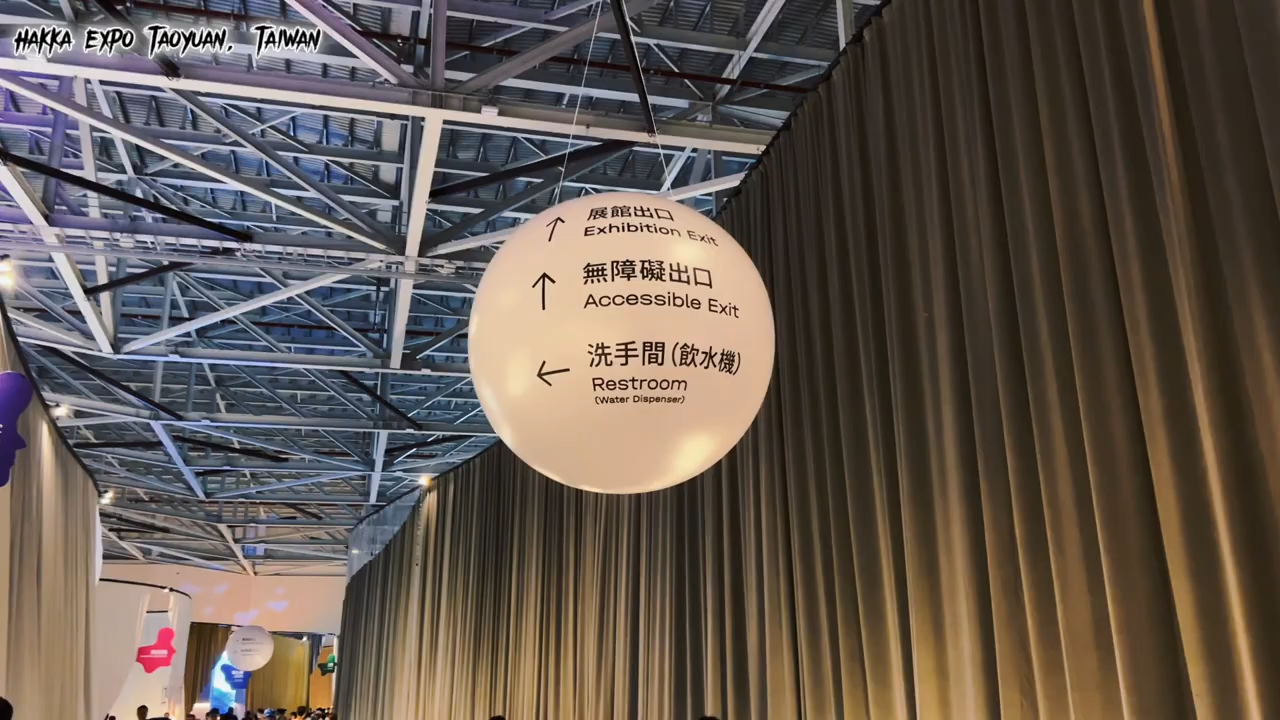 HAKKA EXPO TAOYUAN, TAIWAN
↑ 展館出口
Exhibition Exit
↑ 無障礙出口
Accessible Exit
← 洗手間(飲水機)
Restroom
(Water Dispenser)